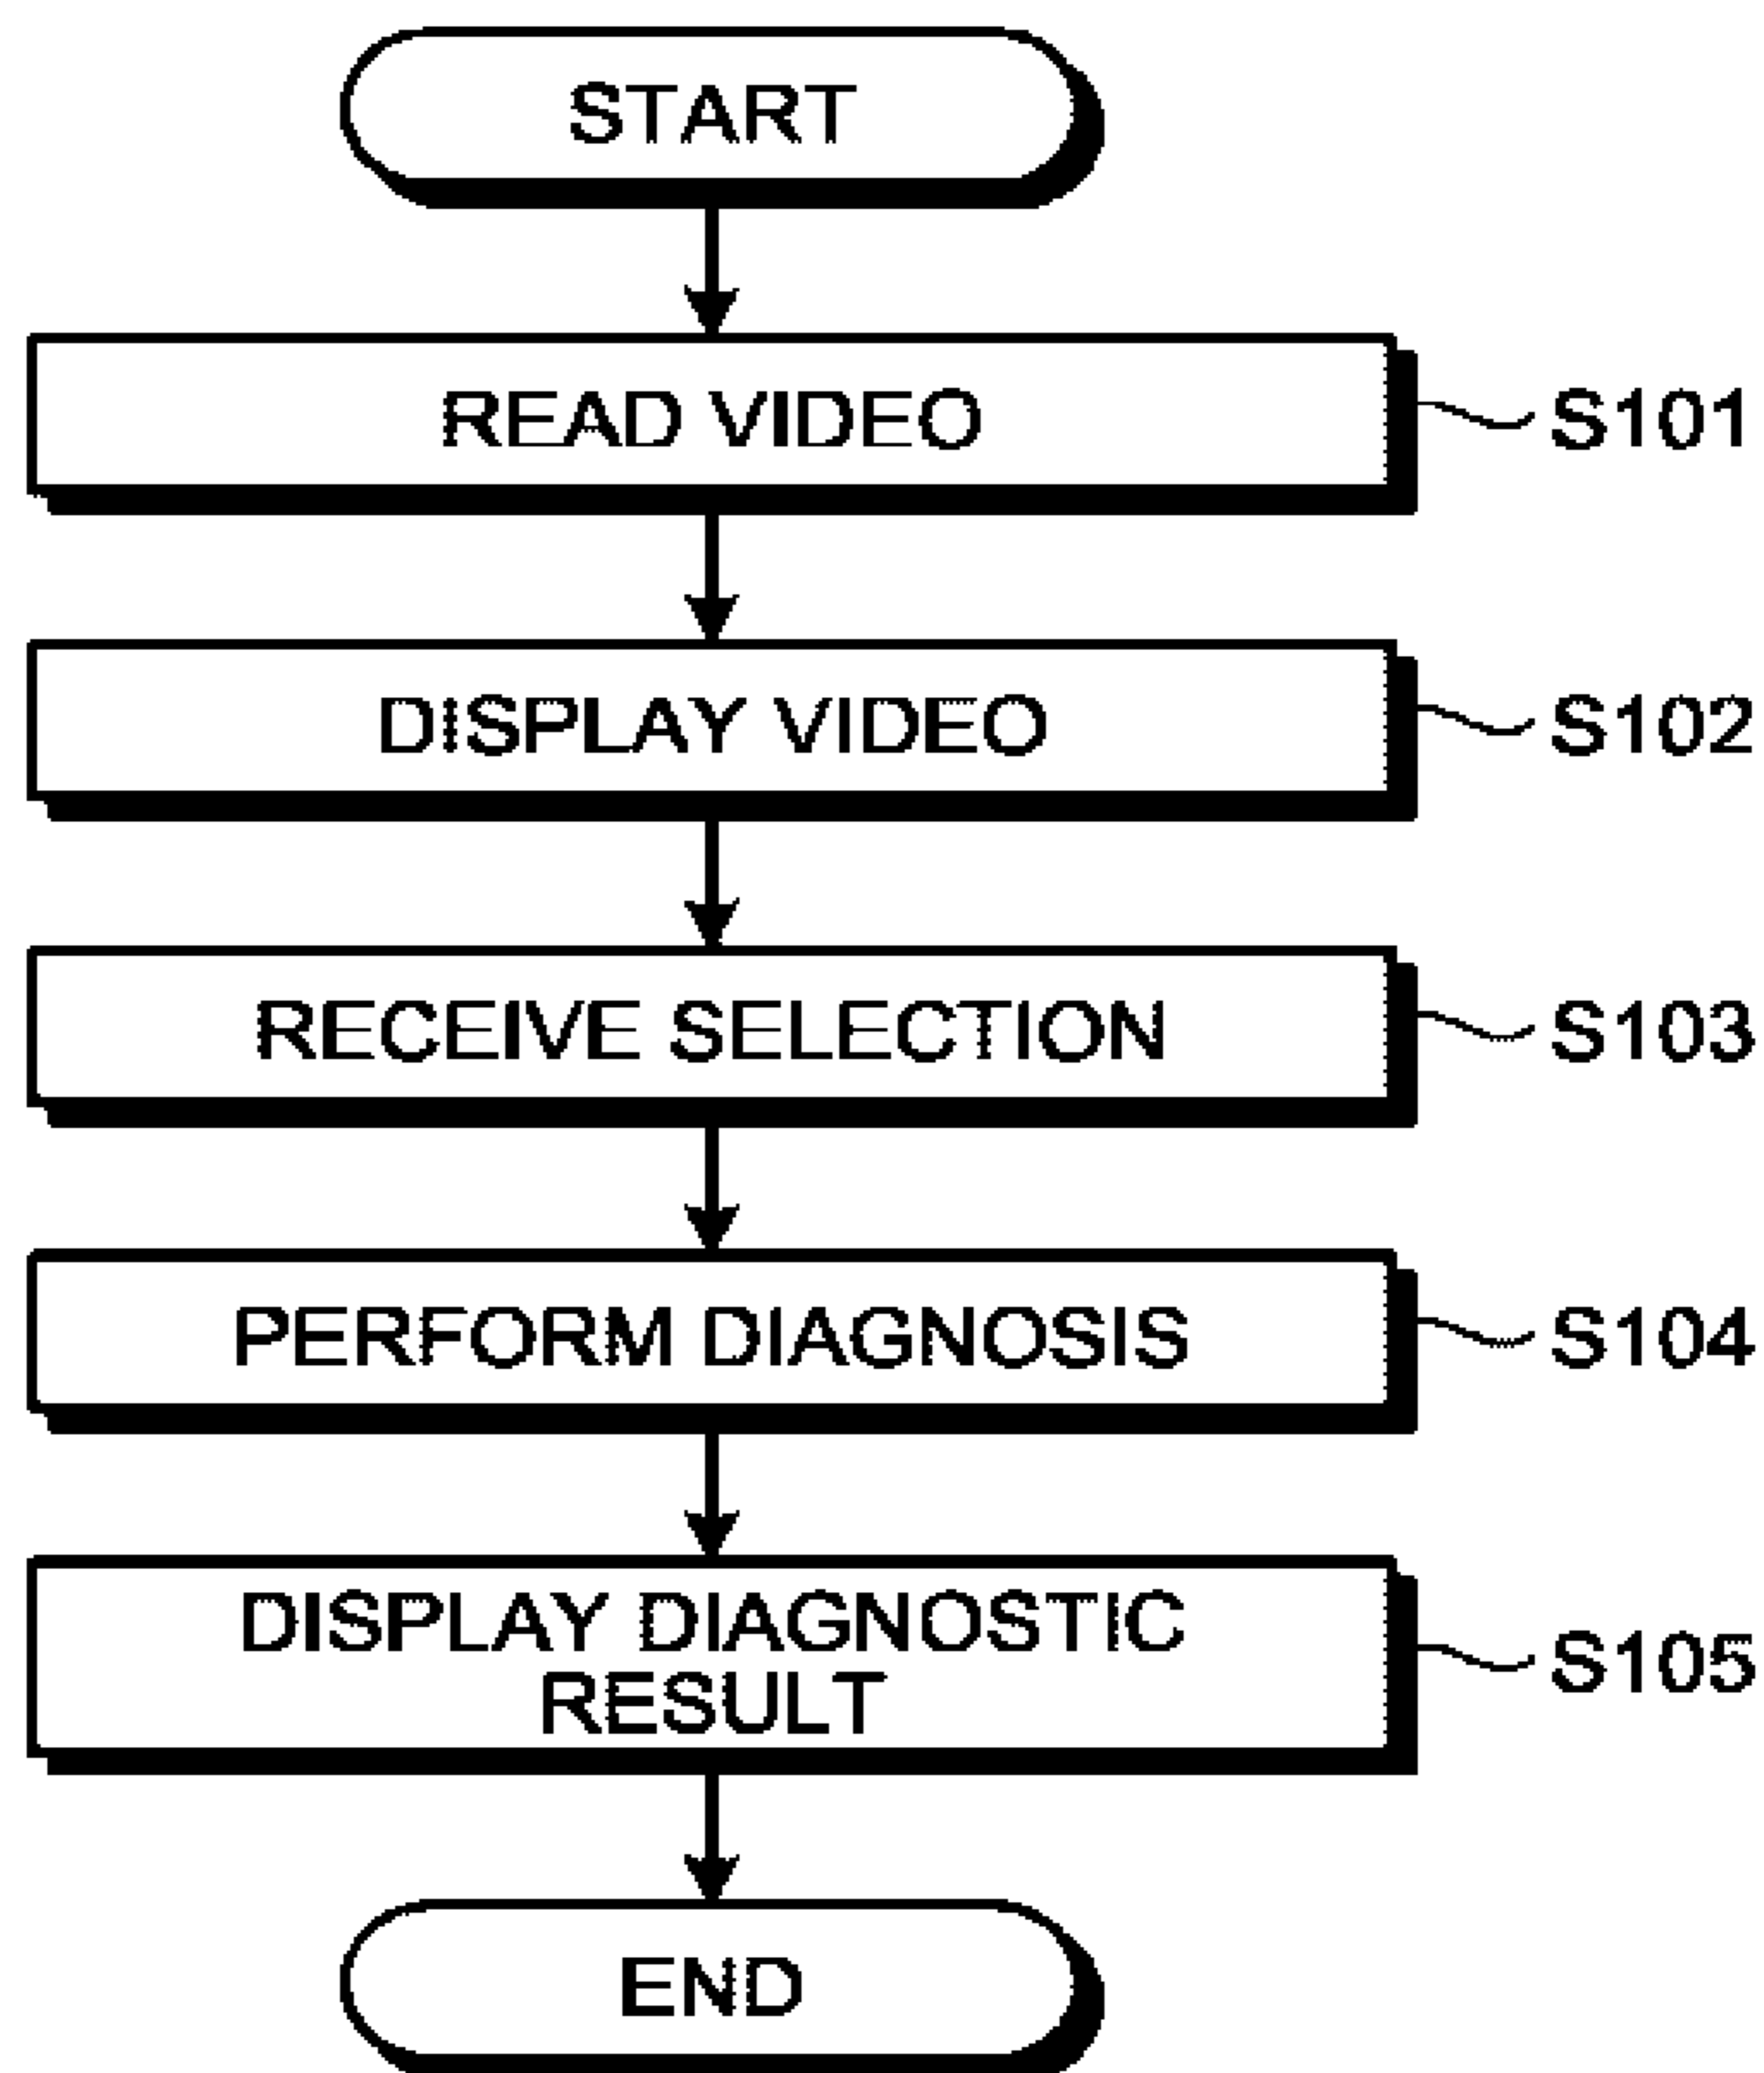 START
READ VIDEO
S101
DISPLAY VIDEO
S102
RECEIVE SELECTION
S103
PERFORM DIAGNOSIS
S104
DISPLAY DIAGNOSTIC
RESULT
S105
END